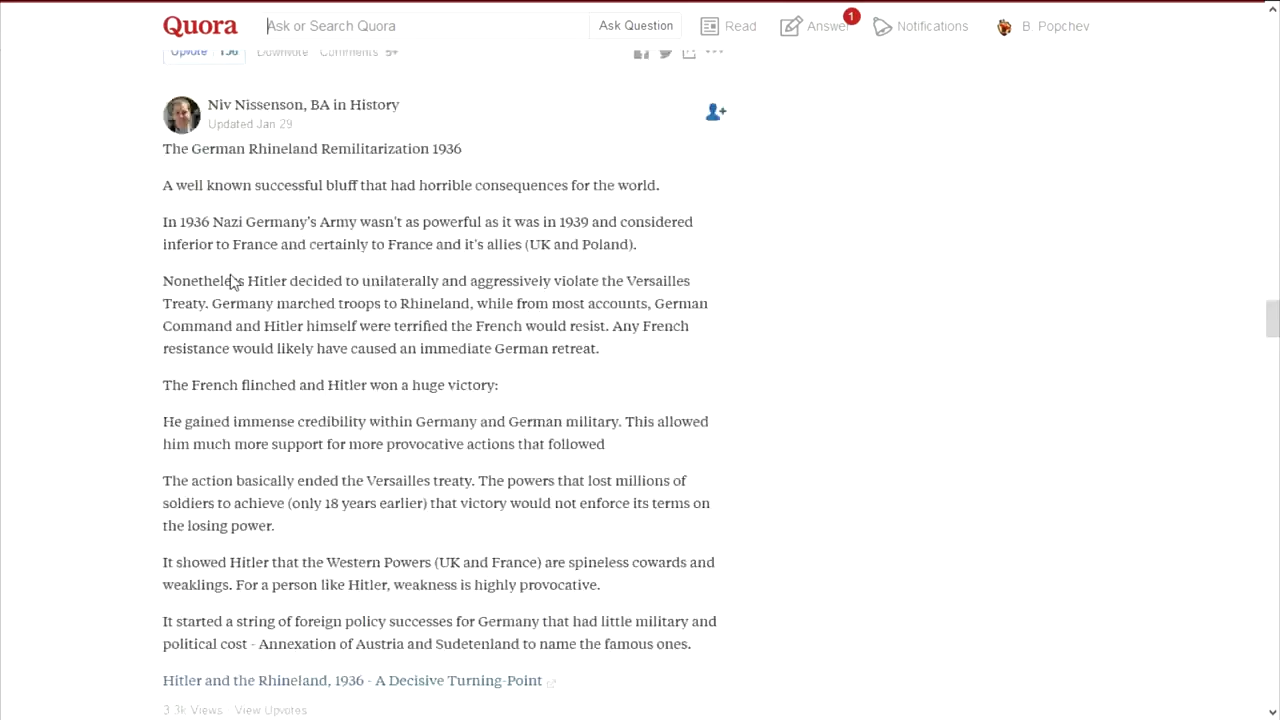 Quora
Ask or Search Quora
Ask Question
Read
Answer
1
Notifications
B. Popchev
Upvote 156 Downvote Comments 5+
Niv Nissenson, BA in History
Updated Jan 29
The German Rhineland Remilitarization 1936
A well known successful bluff that had horrible consequences for the world.
In 1936 Nazi Germany's Army wasn't as powerful as it was in 1939 and considered
inferior to France and certainly to France and it's allies (UK and Poland).
Nonetheless Hitler decided to unilaterally and aggressively violate the Versailles
Treaty. Germany marched troops to Rhineland, while from most accounts, German
Command and Hitler himself were terrified the French would resist. Any French
resistance would likely have caused an immediate German retreat.
The French flinched and Hitler won a huge victory:
He gained immense credibility within Germany and German military. This allowed
him much more support for more provocative actions that followed
The action basically ended the Versailles treaty. The powers that lost millions of
soldiers to achieve (only 18 years earlier) that victory would not enforce its terms on
the losing power.
It showed Hitler that the Western Powers (UK and France) are spineless cowards and
weaklings. For a person like Hitler, weakness is highly provocative.
It started a string of foreign policy successes for Germany that had little military and
political cost - Annexation of Austria and Sudetenland to name the famous ones.
Hitler and the Rhineland, 1936 - A Decisive Turning-Point
3.3k Views View Upvotes